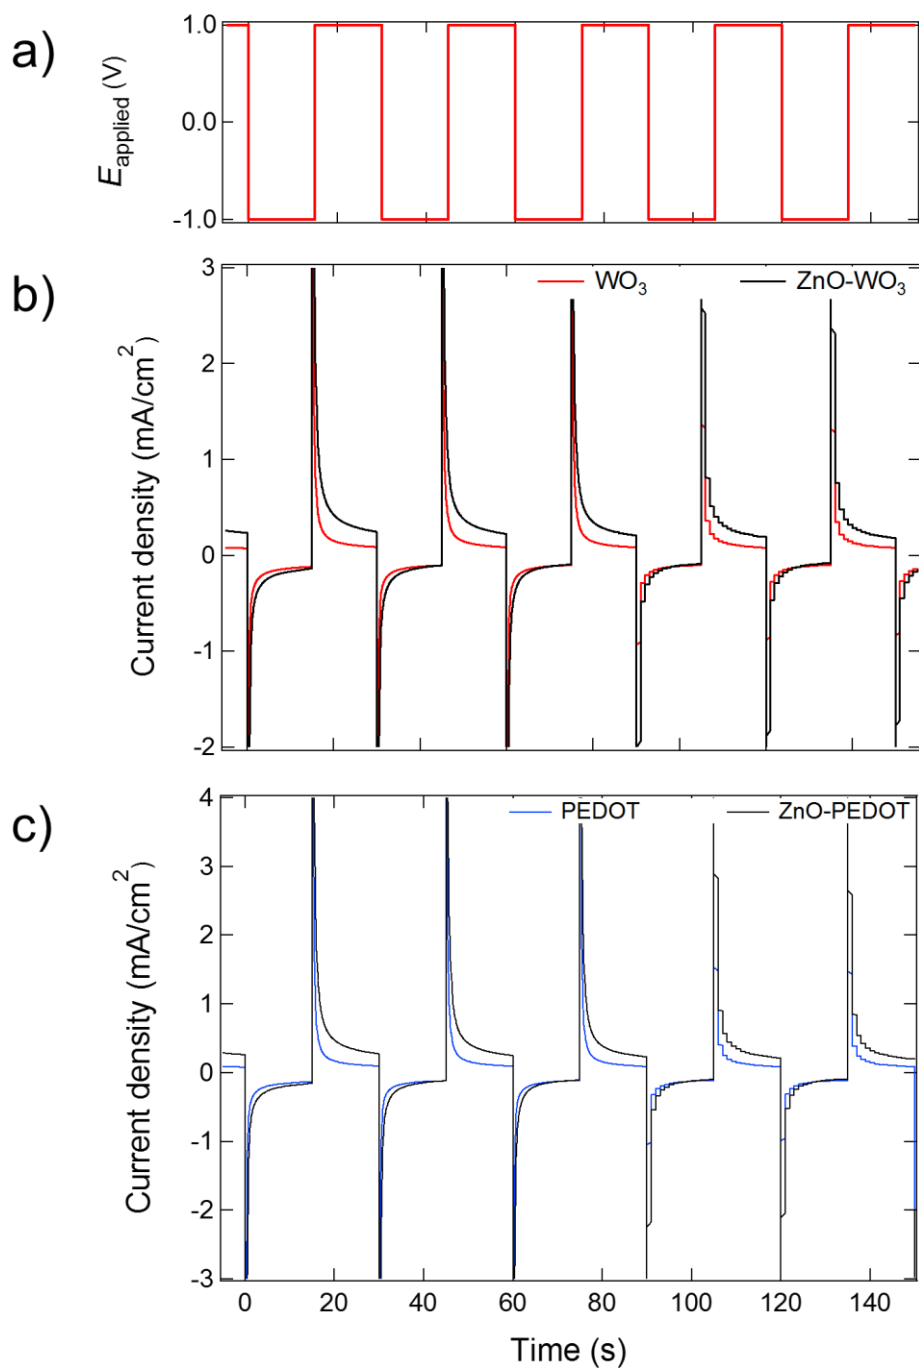 a)
E applied (V)
1.0
0.0
-1.0
b)
Current density (mA/cm²)
WO₃ ZnO-WO₃
3
2
1
0
-1
-2
c)
Current density (mA/cm²)
PEDOT ZnO-PEDOT
4
3
2
1
0
-1
-2
-3
0 20 40 60 80 100 120 140
Time (s)